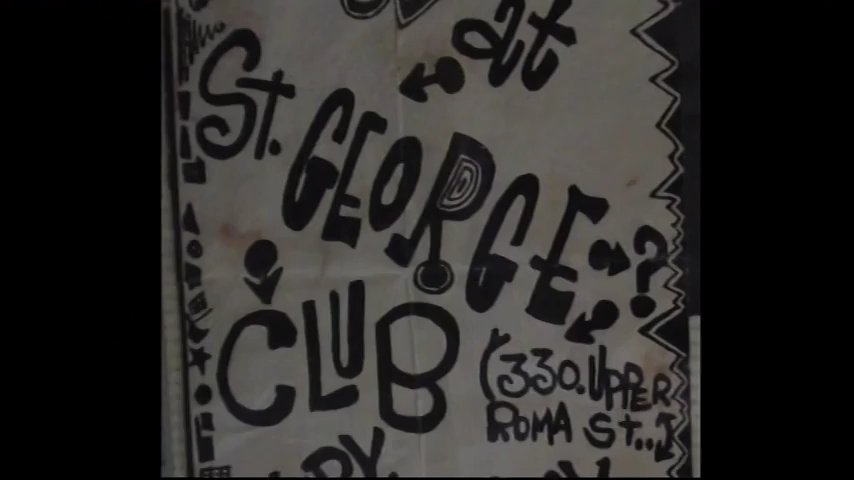 at
St. GEORGE?
CLUB (330. UPPER
ROMA St..